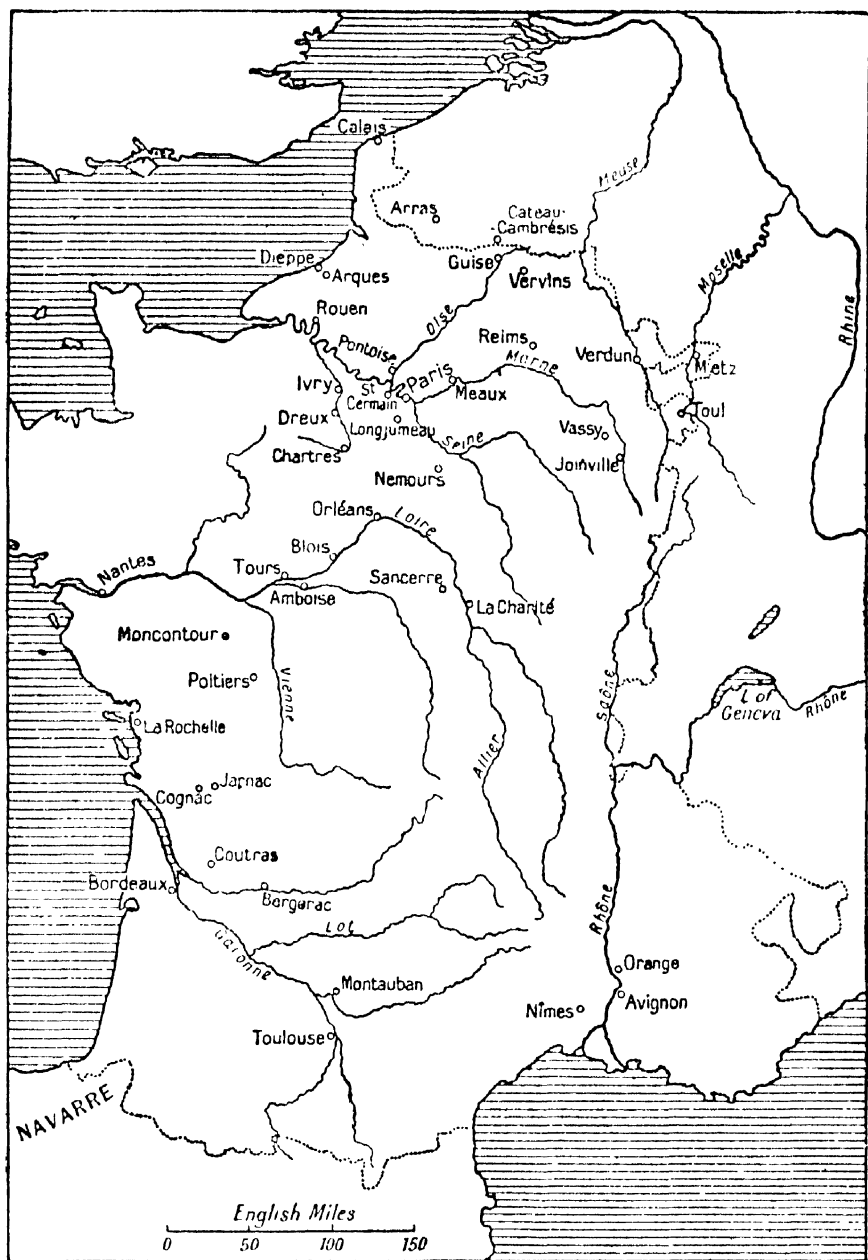 Calais
Meuse
Arras
Cateau-
Cambrésis
Dieppe
Arques
Guise
Vervins
Moselle
Rhine
Rouen
Oise
Pontoise
Reims
Marne
Verdun
Metz
Ivry
St
Germain
Paris
Meaux
Toul
Dreux
Longjumeau
Vassy
Seine
Chartres
Joinville
Nemours
Orléans
Loire
Blois
Nantes
Tours
Sancerre
Amboise
La Charité
Moncontour
Vienne
Poitiers
Saône
L of
Geneva
Rhône
La Rochelle
Allier
Jarnac
Cognac
Coutras
Bordeaux
Bergerac
Lot
Rhône
Garonne
Orange
Montauban
Avignon
Nîmes
Toulouse
NAVARRE
English Miles
0 50 100 150